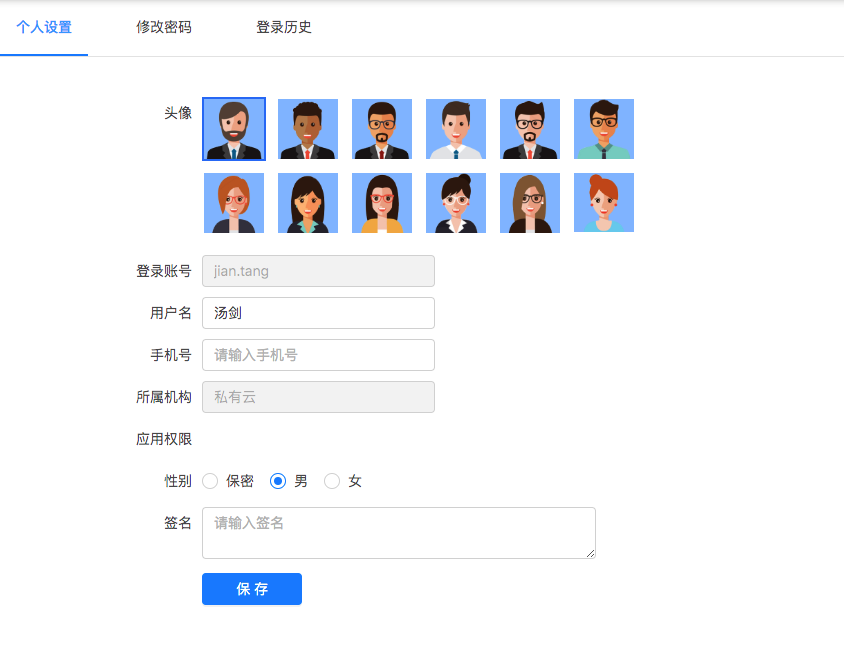 个人设置 修改密码 登录历史
头像
登录账号 jian.tang
用户名 汤剑
手机号 请输入手机号
所属机构 私有云
应用权限
性别 保密 男 女
签名 请输入签名
保 存